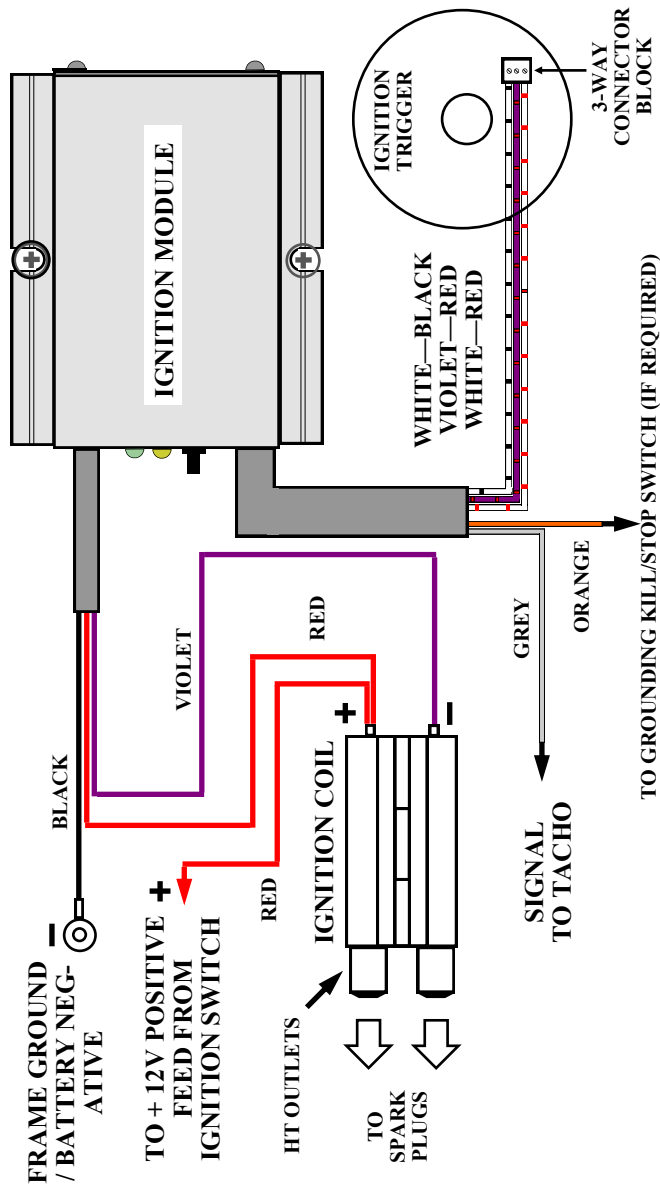 FRAME GROUND
/ BATTERY NEG-
ATIVE
–
BLACK
TO + 12V POSITIVE
FEED FROM
IGNITION SWITCH
+
RED
VIOLET
RED
HT OUTLETS
IGNITION COIL
+
–
TO
SPARK
PLUGS
SIGNAL
TO TACHO
GREY
ORANGE
TO GROUNDING KILL/STOP SWITCH (IF REQUIRED)
IGNITION MODULE
WHITE—BLACK
VIOLET—RED
WHITE—RED
IGNITION
TRIGGER
3-WAY
CONNECTOR
BLOCK